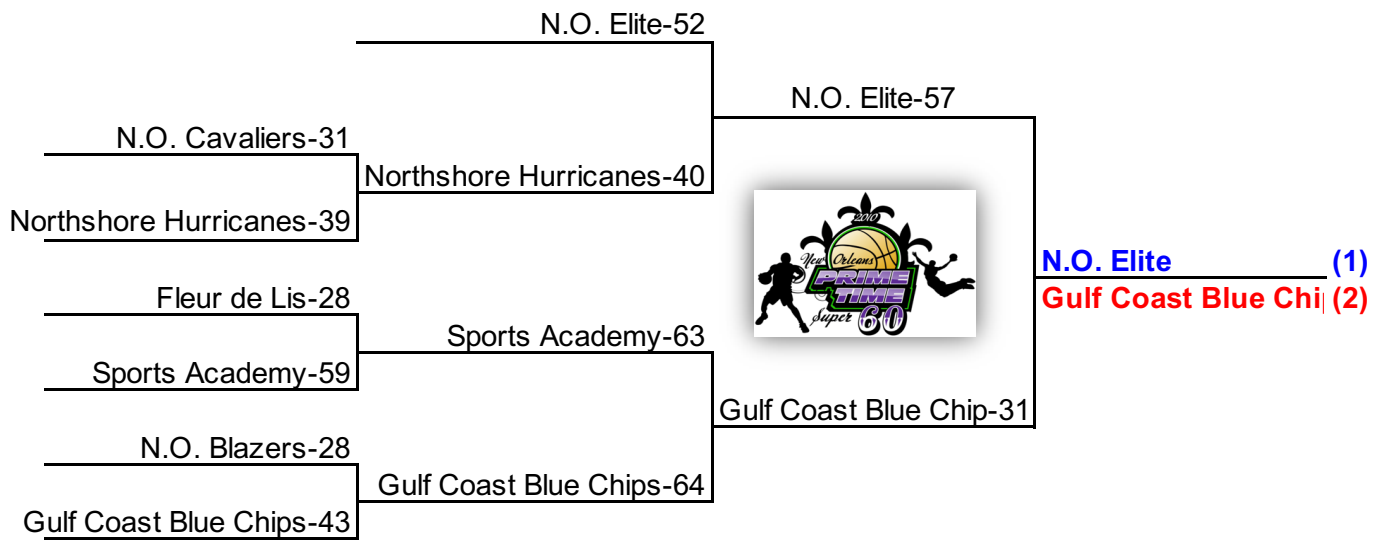 N.O. Elite-52
N.O. Elite-57
N.O. Cavaliers-31
Northshore Hurricanes-40
Northshore Hurricanes-39
2010
New Orleans
PRIME
TIME
Super 60
N.O. Elite (1)
Gulf Coast Blue Chi (2)
Fleur de Lis-28
Sports Academy-63
Sports Academy-59
Gulf Coast Blue Chip-31
N.O. Blazers-28
Gulf Coast Blue Chips-64
Gulf Coast Blue Chips-43